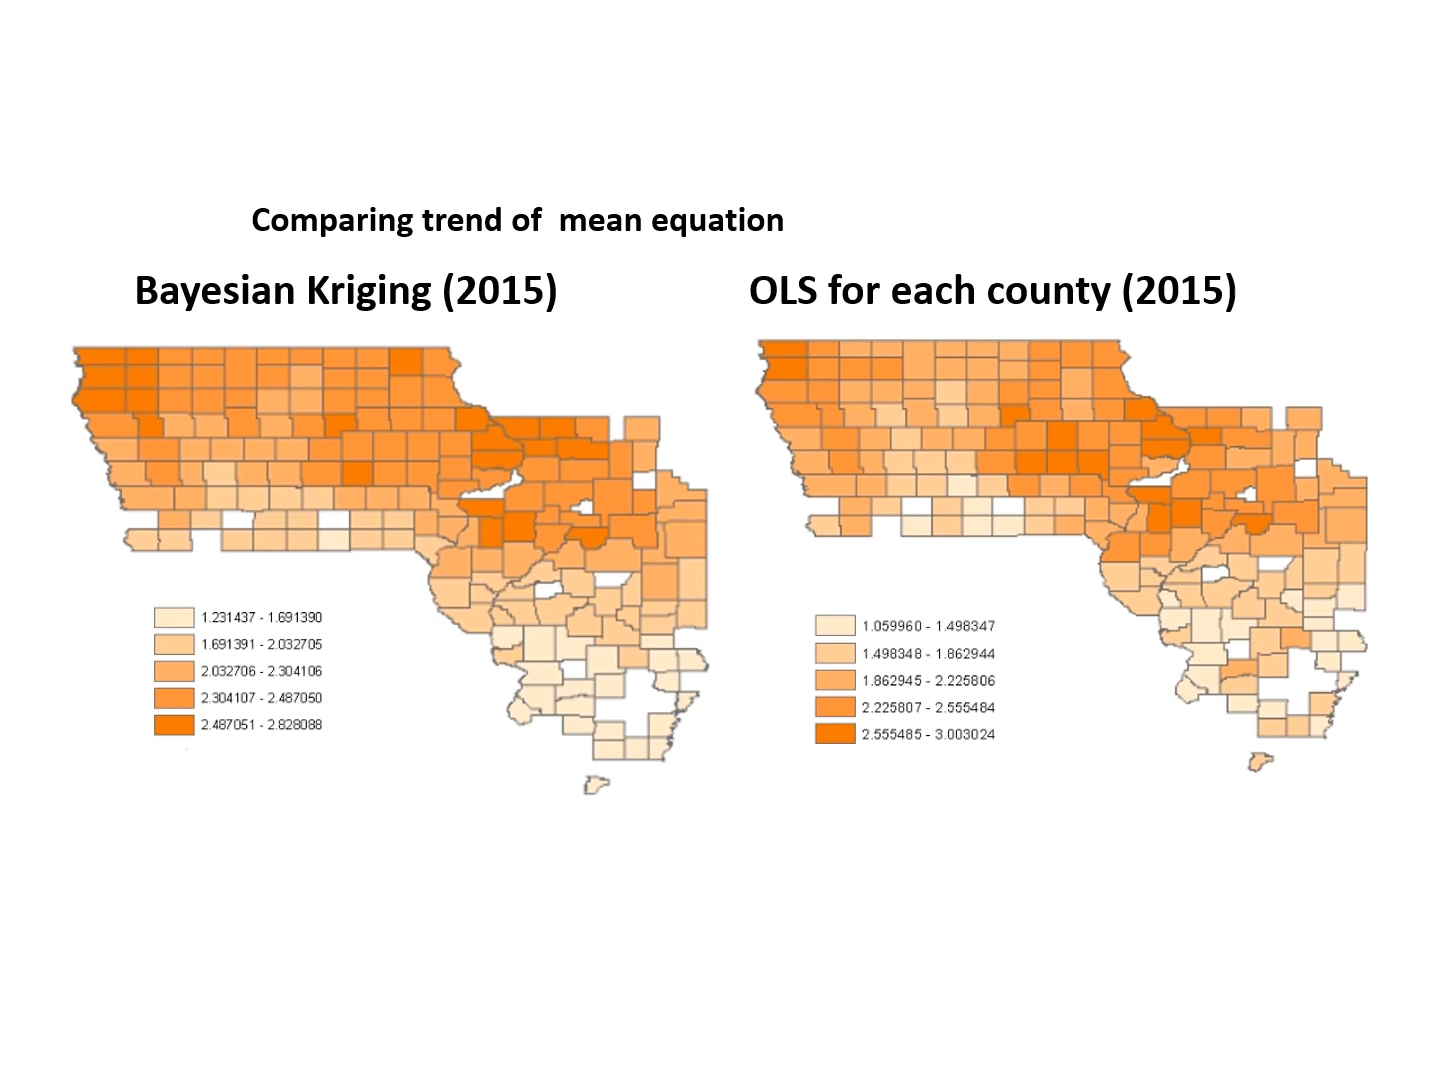 Comparing trend of  mean equation
Bayesian Kriging (2015)
OLS for each county (2015)
1.231437 - 1.691390
1.691391 - 2.032705
2.032706 - 2.304106
2.304107 - 2.487050
2.487051 - 2.828088
1.059960 - 1.498347
1.498348 - 1.862944
1.862945 - 2.225806
2.225807 - 2.555484
2.555485 - 3.003024